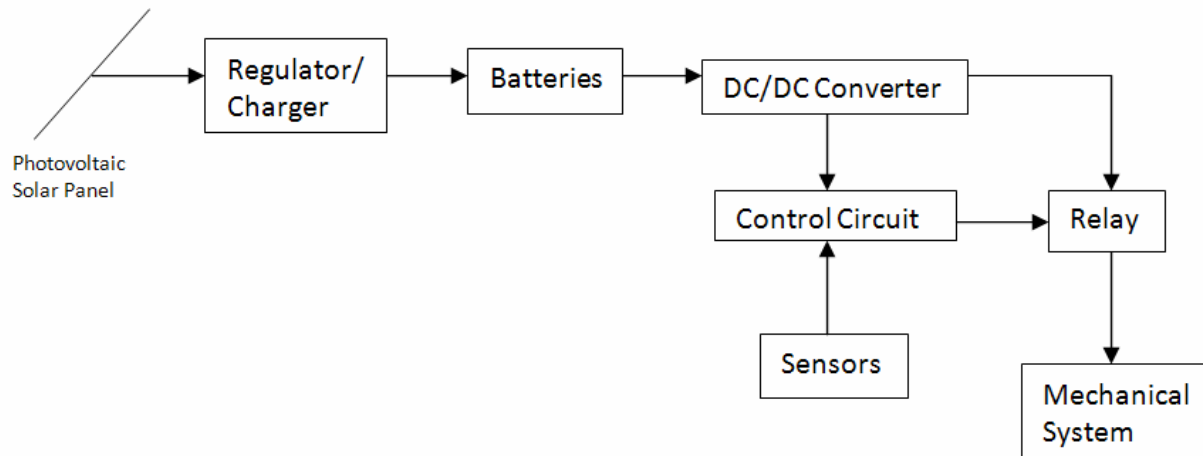 Photovoltaic
Solar Panel
Regulator/
Charger
Batteries
DC/DC Converter
Control Circuit
Relay
Sensors
Mechanical
System